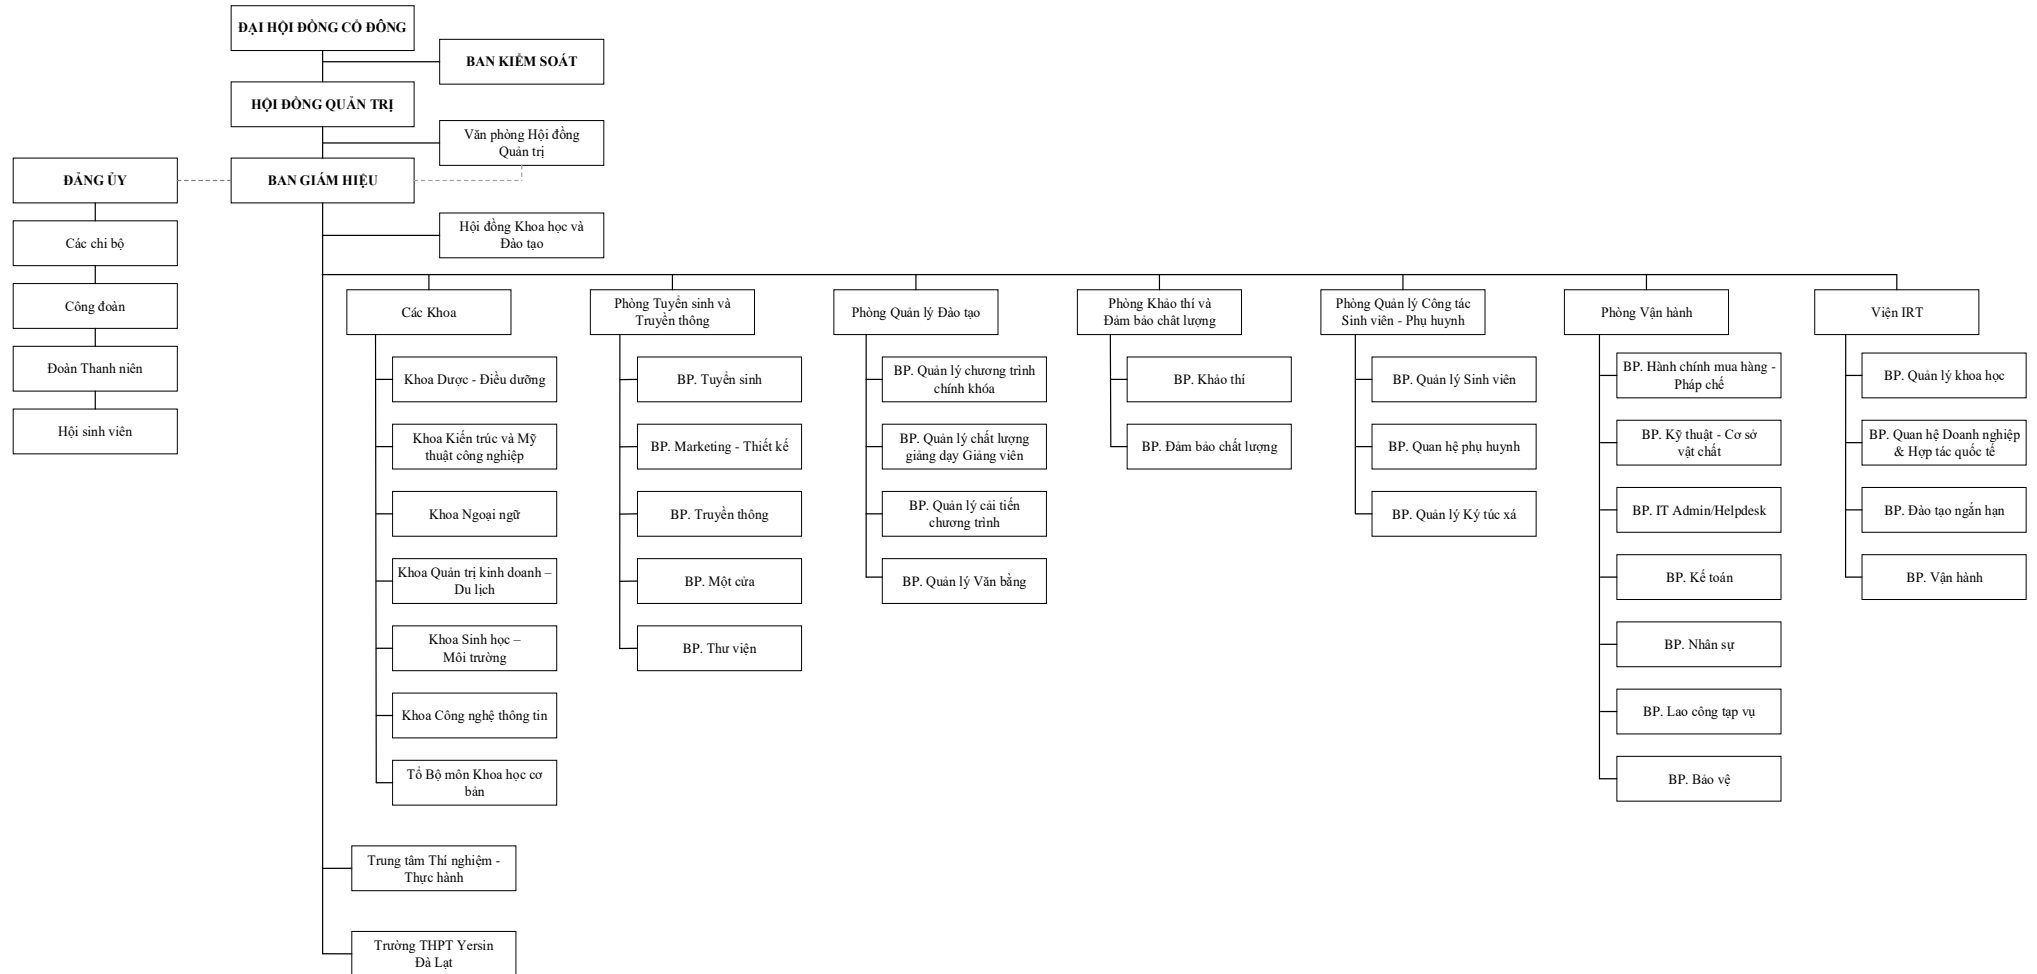 ĐẠI HỘI ĐỒNG CỔ ĐÔNG
BAN KIỂM SOÁT
HỘI ĐỒNG QUẢN TRỊ
Văn phòng Hội đồng
Quản trị
ĐẢNG ỦY
BAN GIÁM HIỆU
Các chi bộ
Công đoàn
Đoàn Thanh niên
Hội sinh viên
Hội đồng Khoa học và
Đào tạo
Các Khoa
Khoa Dược - Điều dưỡng
Khoa Kiến trúc và Mỹ
thuật công nghiệp
Khoa Ngoại ngữ
Khoa Quản trị kinh doanh –
Du lịch
Khoa Sinh học –
Môi trường
Khoa Công nghệ thông tin
Tổ Bộ môn Khoa học cơ
bản
Phòng Tuyển sinh và
Truyền thông
BP. Tuyển sinh
BP. Marketing - Thiết kế
BP. Truyền thông
BP. Một cửa
BP. Thư viện
Phòng Quản lý Đào tạo
BP. Quản lý chương trình
chính khóa
BP. Quản lý chất lượng
giảng dạy Giảng viên
BP. Quản lý cải tiến
chương trình
BP. Quản lý Văn bằng
Phòng Khảo thí và
Đảm bảo chất lượng
BP. Khảo thí
BP. Đảm bảo chất lượng
Phòng Quản lý Công tác
Sinh viên - Phụ huynh
BP. Quản lý Sinh viên
BP. Quan hệ phụ huynh
BP. Quản lý Ký túc xá
Phòng Vận hành
BP. Hành chính mua hàng -
Pháp chế
BP. Kỹ thuật - Cơ sở
vật chất
BP. IT Admin/Helpdesk
BP. Kế toán
BP. Nhân sự
BP. Lao công tạp vụ
BP. Bảo vệ
Viện IRT
BP. Quản lý khoa học
BP. Quan hệ Doanh nghiệp
& Hợp tác quốc tế
BP. Đào tạo ngắn hạn
BP. Vận hành
Trung tâm Thí nghiệm -
Thực hành
Trường THPT Yersin
Đà Lạt